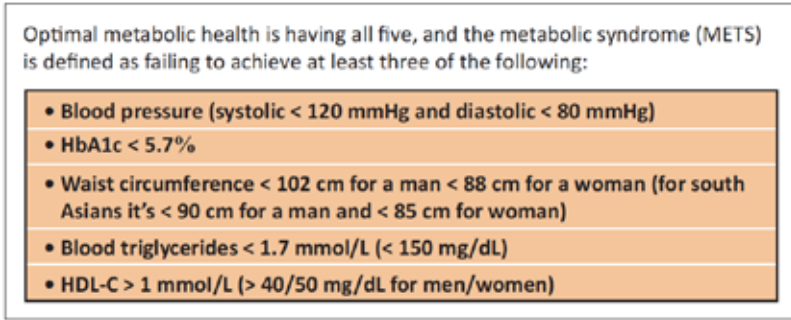 Optimal metabolic health is having all five, and the metabolic syndrome (METS)
is defined as failing to achieve at least three of the following:
• Blood pressure (systolic < 120 mmHg and diastolic < 80 mmHg)
• HbA1c < 5.7%
• Waist circumference < 102 cm for a man < 88 cm for a woman (for south
Asians it's < 90 cm for a man and < 85 cm for woman)
• Blood triglycerides < 1.7 mmol/L (< 150 mg/dL)
• HDL-C > 1 mmol/L (> 40/50 mg/dL for men/women)